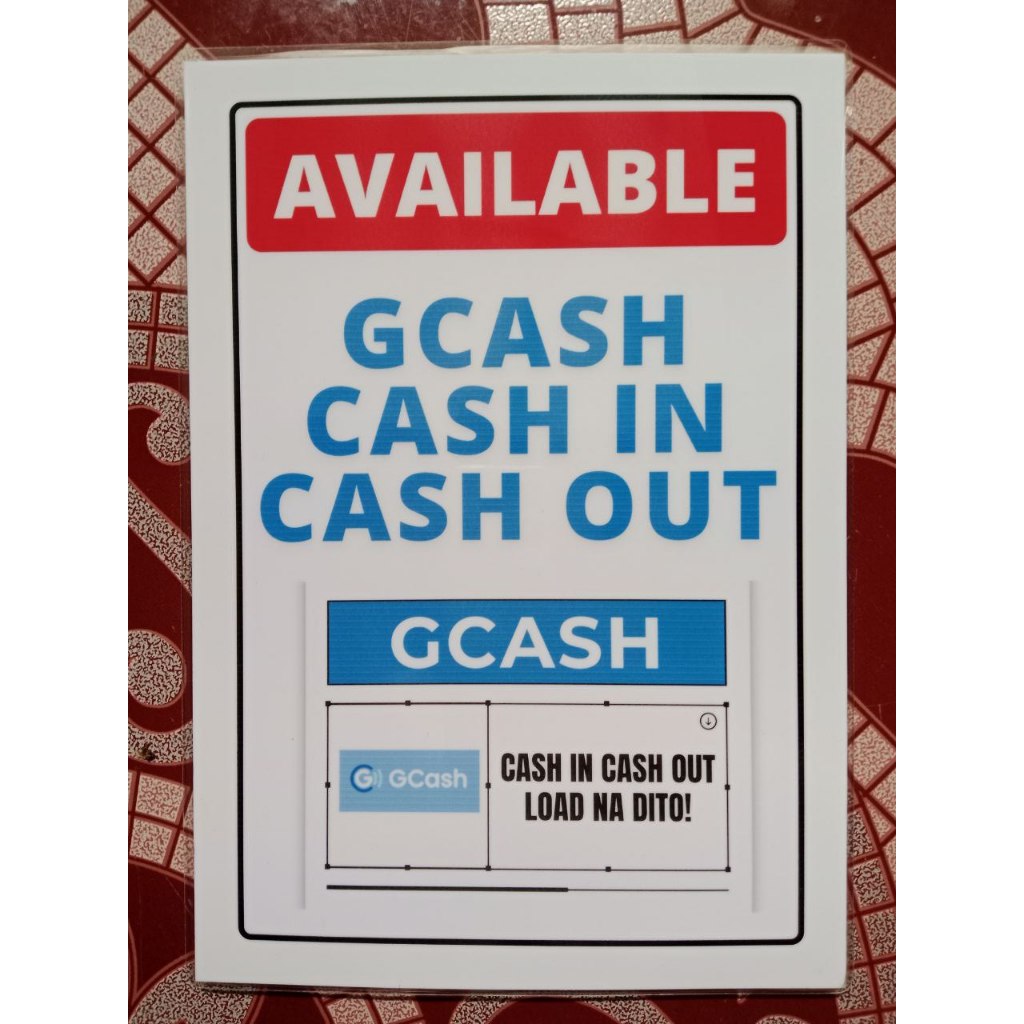 AVAILABLE
GCASH
CASH IN
CASH OUT
GCASH
GCash
CASH IN CASH OUT
LOAD NA DITO!